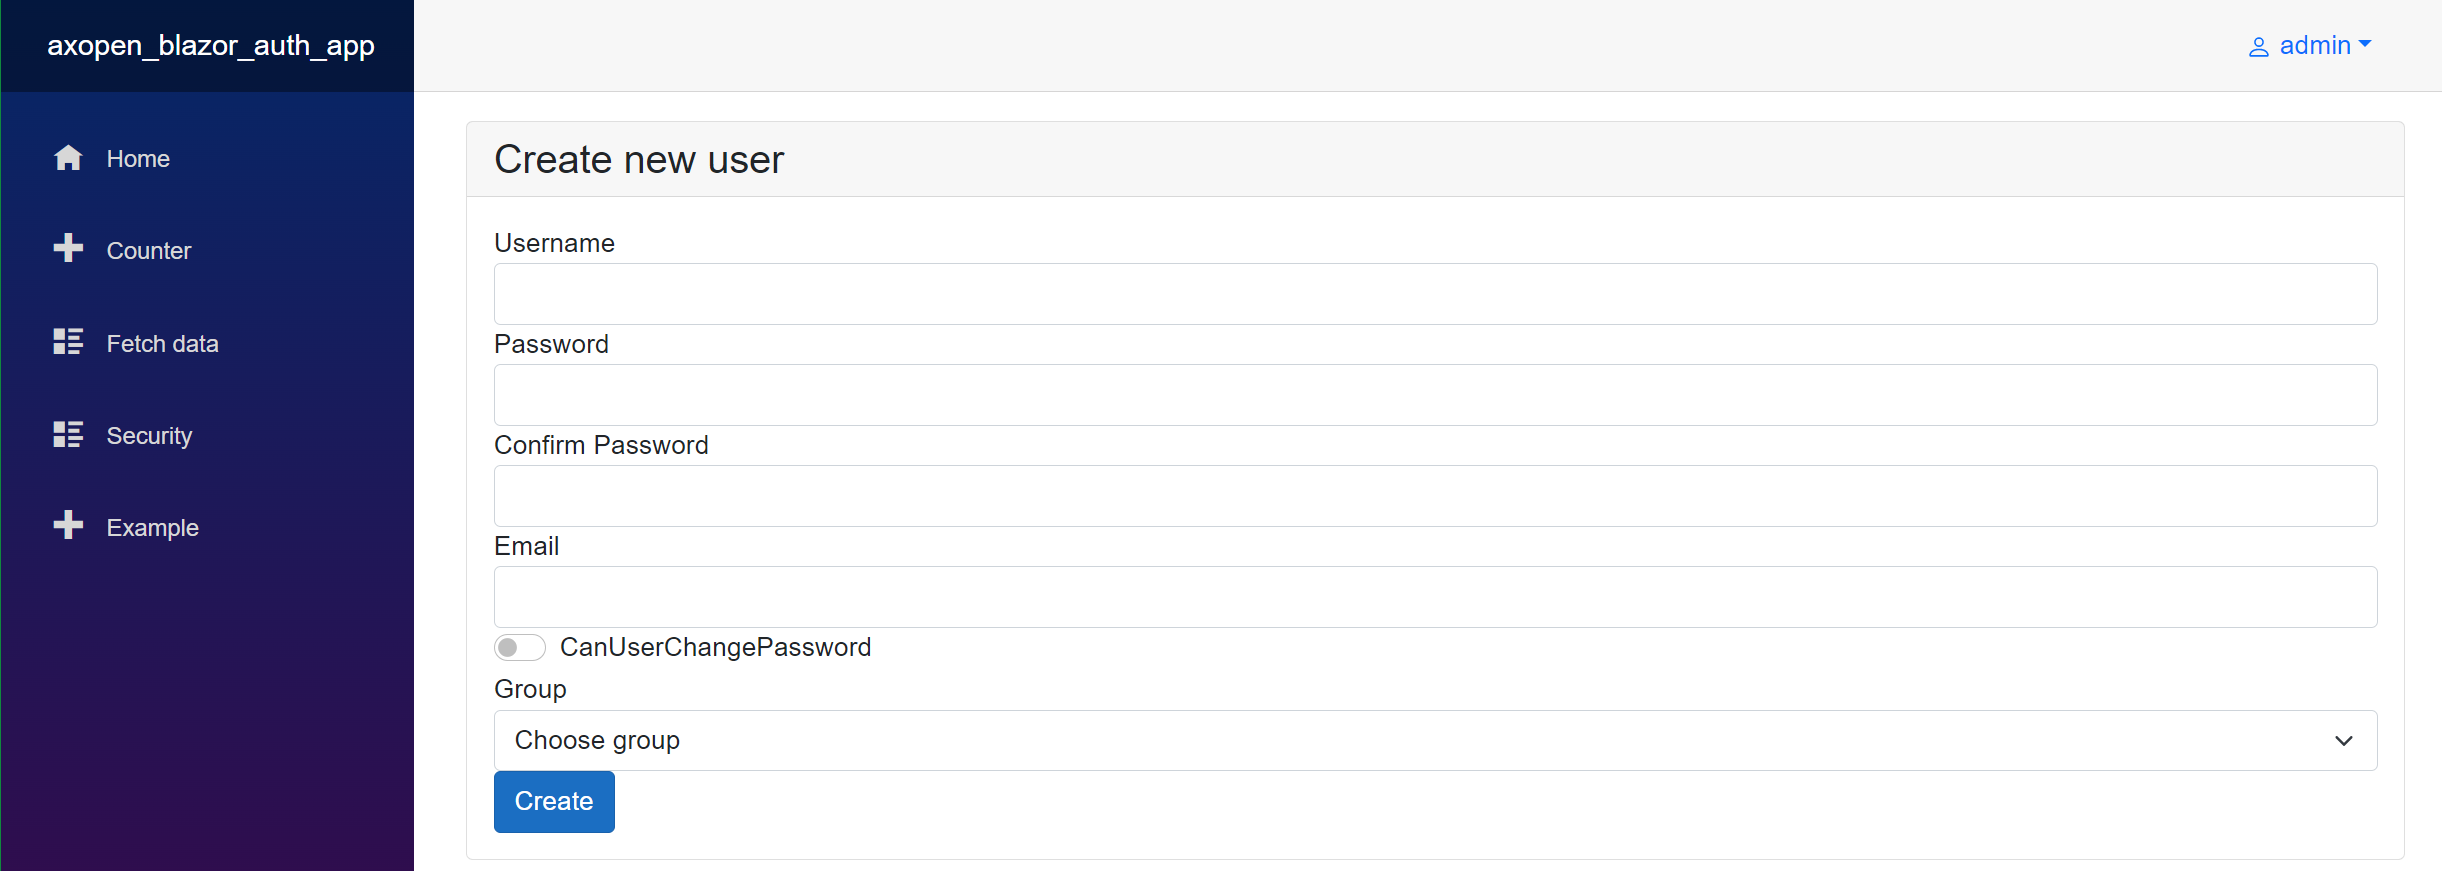 axopen_blazor_auth_app
admin
Home
Counter
Fetch data
Security
Example
Create new user
Username
Password
Confirm Password
Email
CanUserChangePassword
Group
Choose group
Create